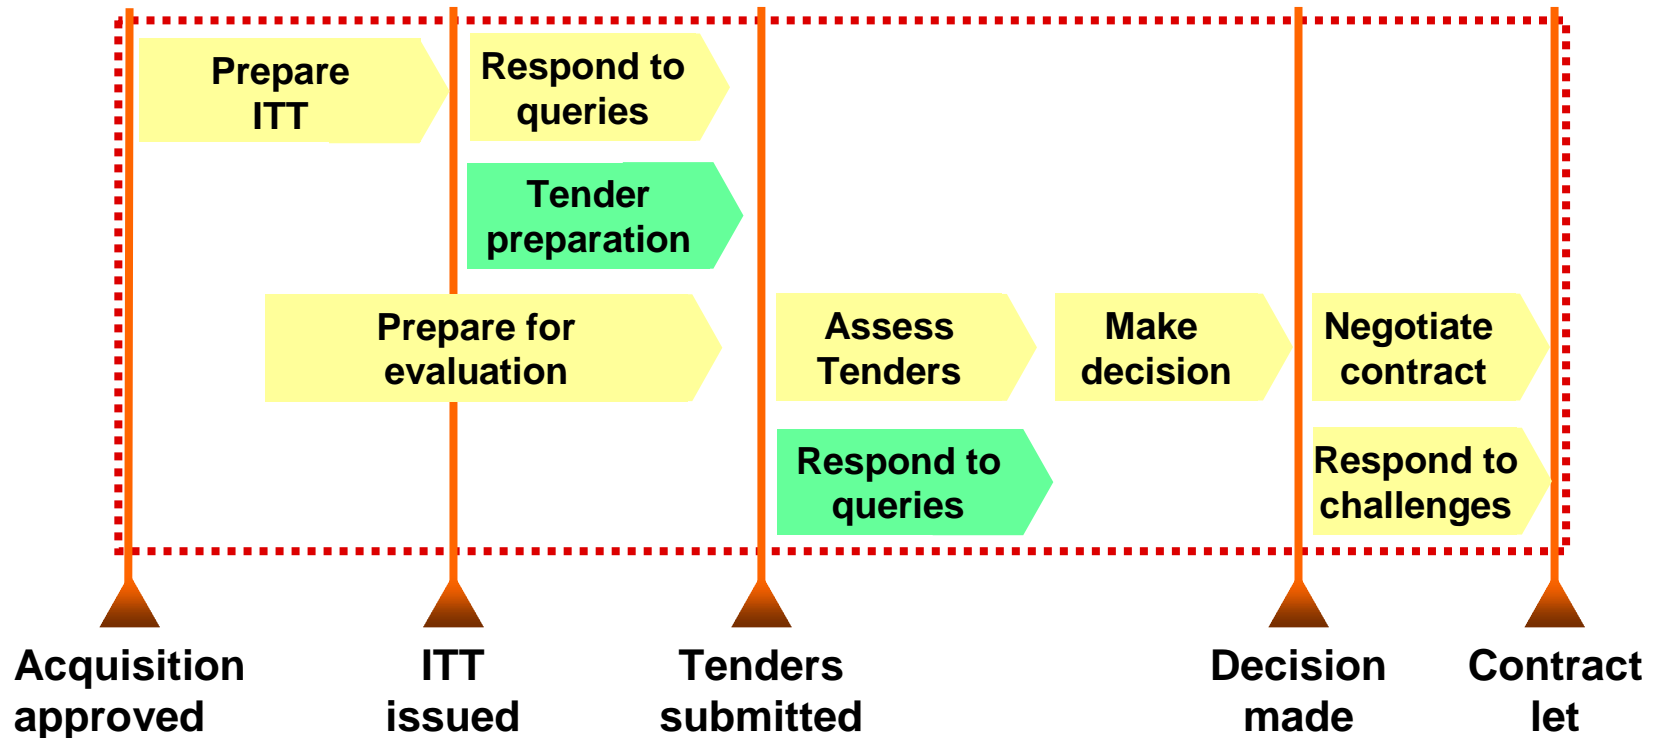 Prepare
ITT
Respond to
queries
Tender
preparation
Prepare for
evaluation
Assess
Tenders
Make
decision
Negotiate
contract
Respond to
queries
Respond to
challenges
Acquisition
approved
ITT
issued
Tenders
submitted
Decision
made
Contract
let